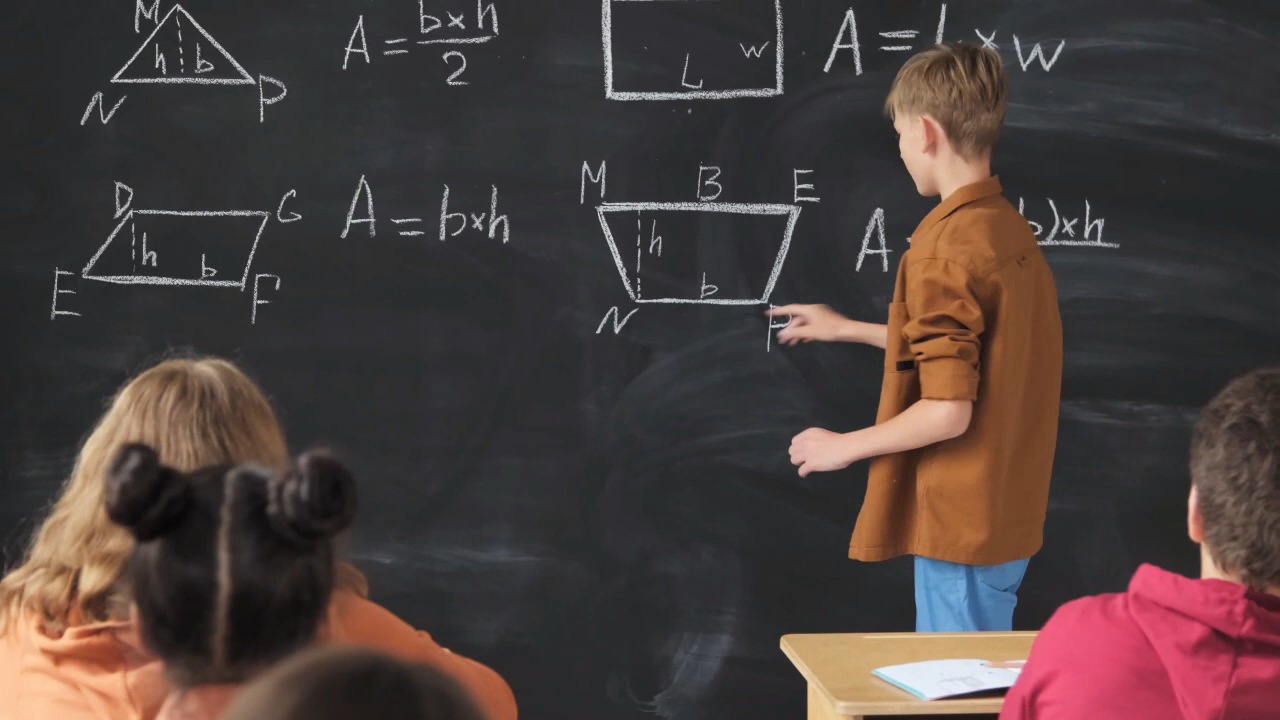 M
h b
N P
A = b×h
2
w
L
A = L × w
D G
h b
E F
A = b×h
M B E
h
b
N P
A
b)×h